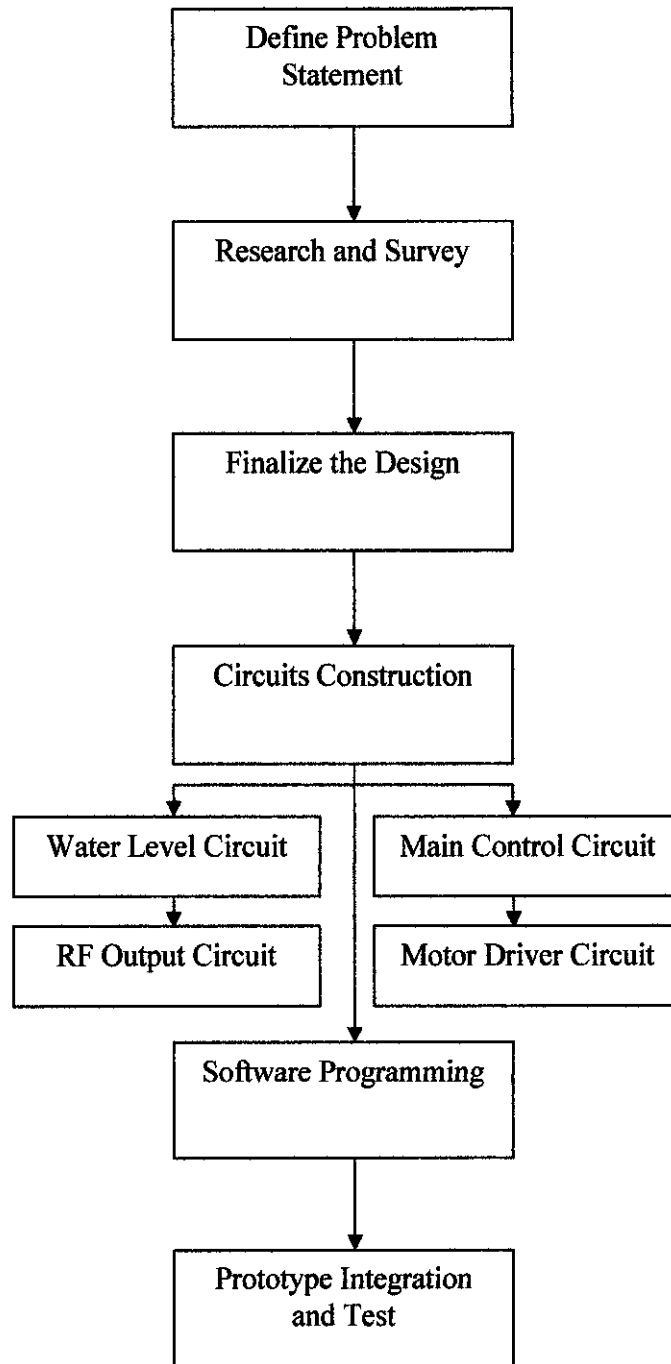 Define Problem
Statement
Research and Survey
Finalize the Design
Circuits Construction
Water Level Circuit
Main Control Circuit
RF Output Circuit
Motor Driver Circuit
Software Programming
Prototype Integration
and Test